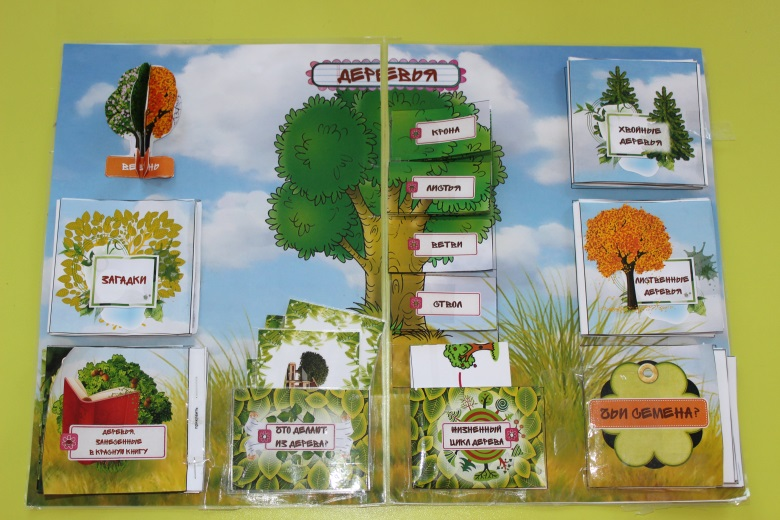 ДЕРЕВЬЯ
КРОНА
ЛИСТЬЯ
ВЕТВИ
СТВОЛ
ХВОЙНЫЕ
ДЕРЕВЬЯ
ЗАГАДКИ
ЛИСТВЕННЫЕ
ДЕРЕВЬЯ
ДЕРЕВЬЯ,
ЗАНЕСЕННЫЕ
В КРАСНУЮ КНИГУ
ЧТО ДЕЛАЮТ
ИЗ ДЕРЕВА?
ЖИЗНЕННЫЙ
ЦИКЛ ДЕРЕВА
ЧЬИ СЕМЕНА?